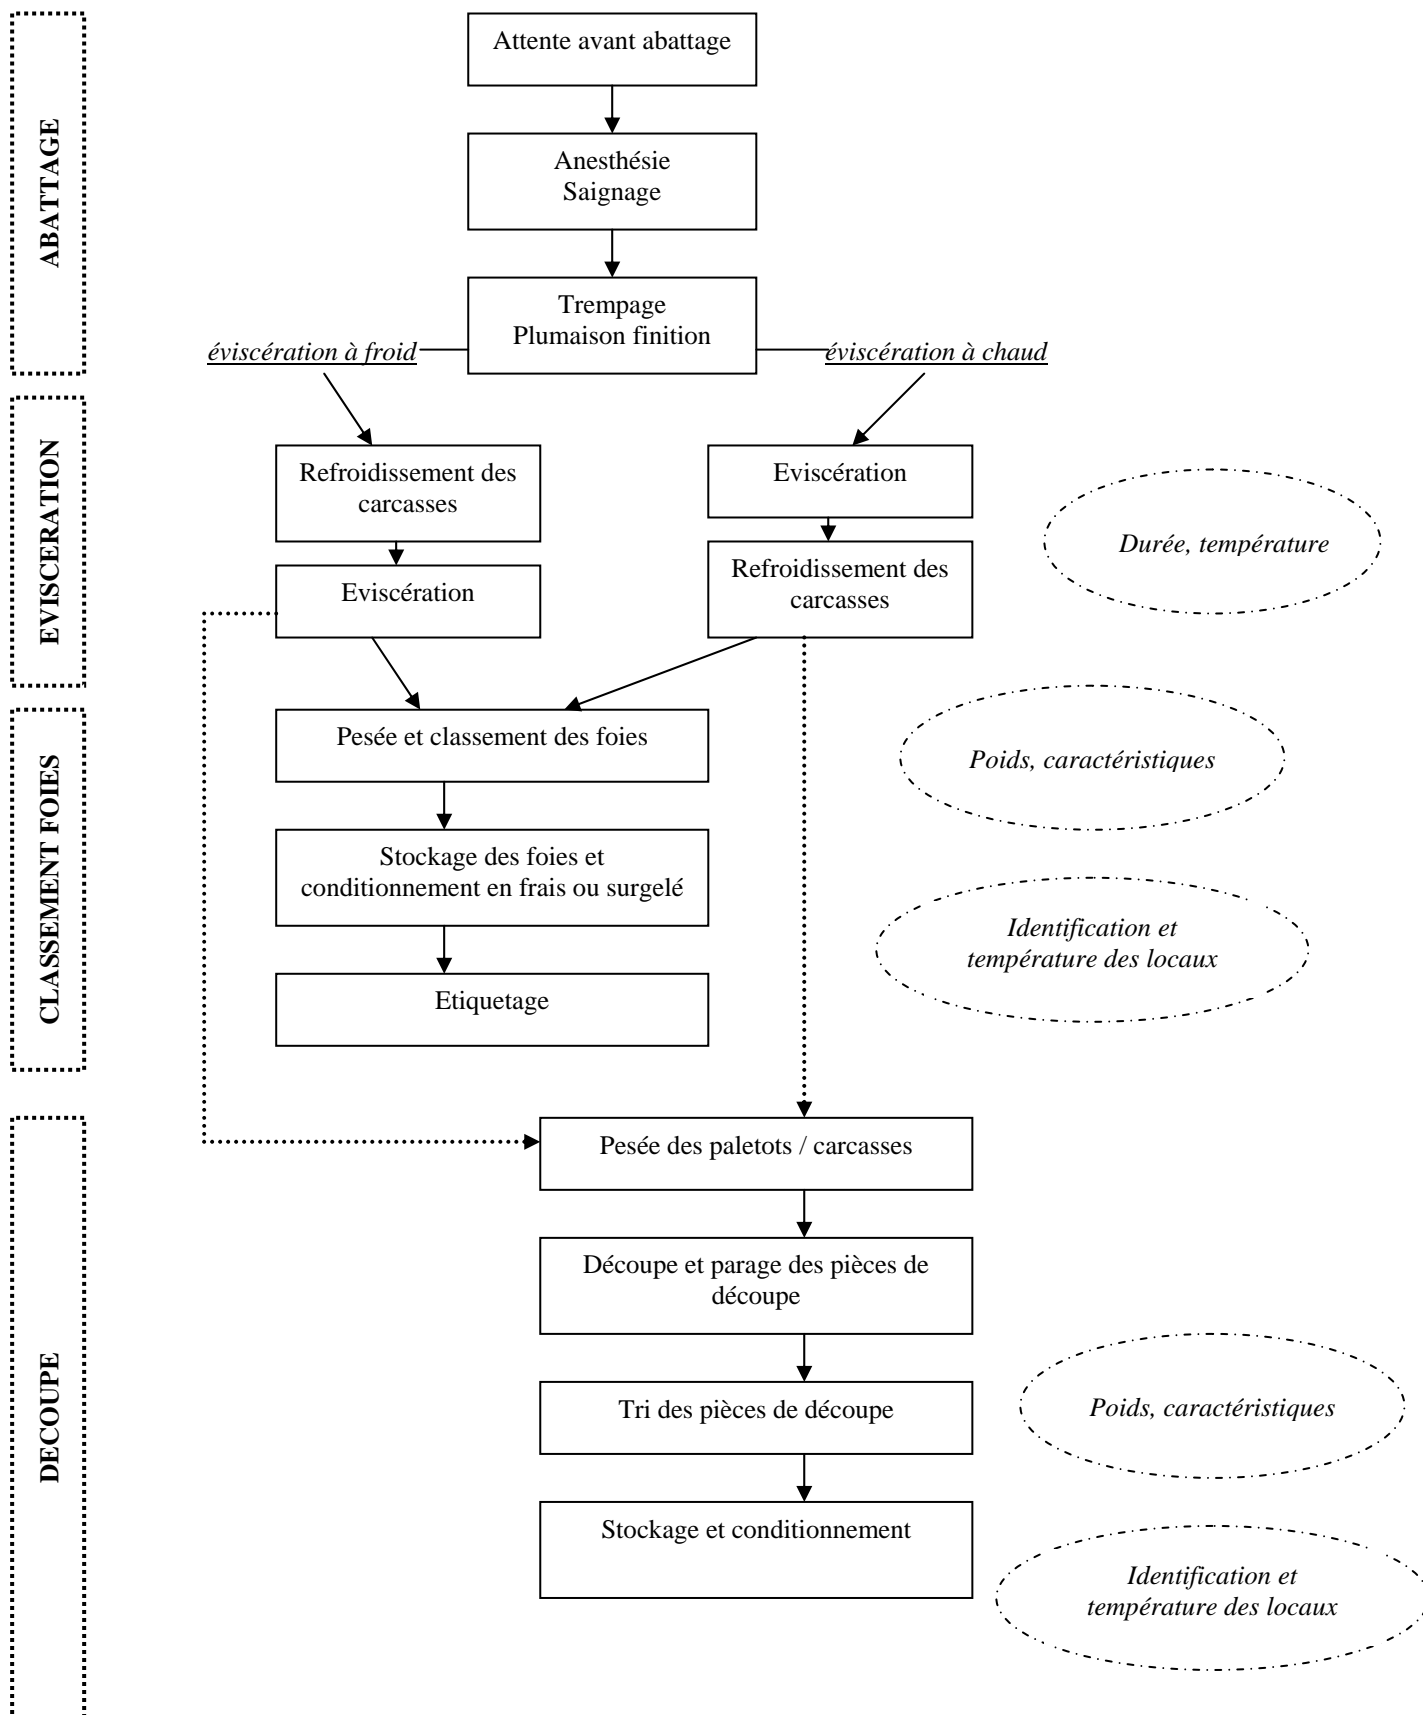 ABATTAGE
Attente avant abattage
Anesthésie
Saignage
Trempage
Plumaison finition
éviscération à froid
éviscération à chaud
EVISCERATION
Refroidissement des
carcasses
Eviscération
Eviscération
Refroidissement des
carcasses
Durée, température
CLASSEMENT FOIES
Pesée et classement des foies
Poids, caractéristiques
Stockage des foies et
conditionnement en frais ou surgelé
Identification et
température des locaux
Etiquetage
DECOUPE
Pesée des paletots / carcasses
Découpe et parage des pièces de
découpe
Tri des pièces de découpe
Poids, caractéristiques
Stockage et conditionnement
Identification et
température des locaux